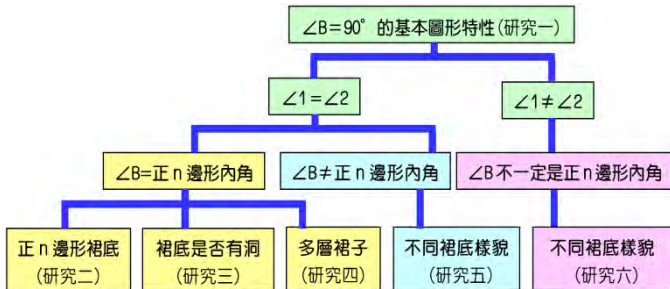 ∠B＝90° 的基本圖形特性(研究一)
∠1＝∠2
∠1≠∠2
∠B=正n邊形內角
∠B≠正n邊形內角
∠B不一定是正n邊形內角
正n邊形裙底
(研究二)
裙底是否有洞
(研究三)
多層裙子
(研究四)
不同裙底樣貌
(研究五)
不同裙底樣貌
(研究六)